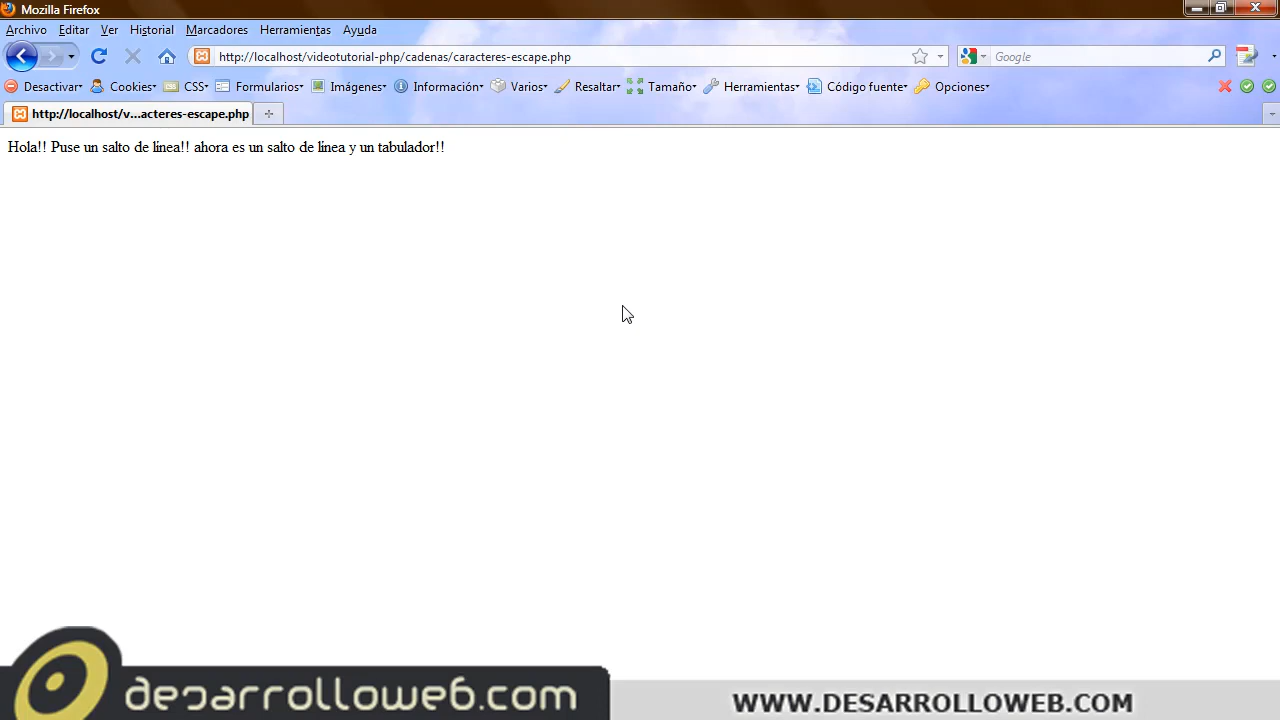 Mozilla Firefox
Archivo Editar Ver Historial Marcadores Herramientas Ayuda
http://localhost/videotutorial-php/cadenas/caracteres-escape.php Google
Desactivar Cookies CSS Formularios Imágenes Información Varios Resaltar Tamaño Herramientas Código fuente Opciones
http://localhost/v...acteres-escape.php
Hola!! Puse un salto de línea!! ahora es un salto de línea y un tabulador!!
desarrolloweb.com
WWW.DESARROLLOWEB.COM